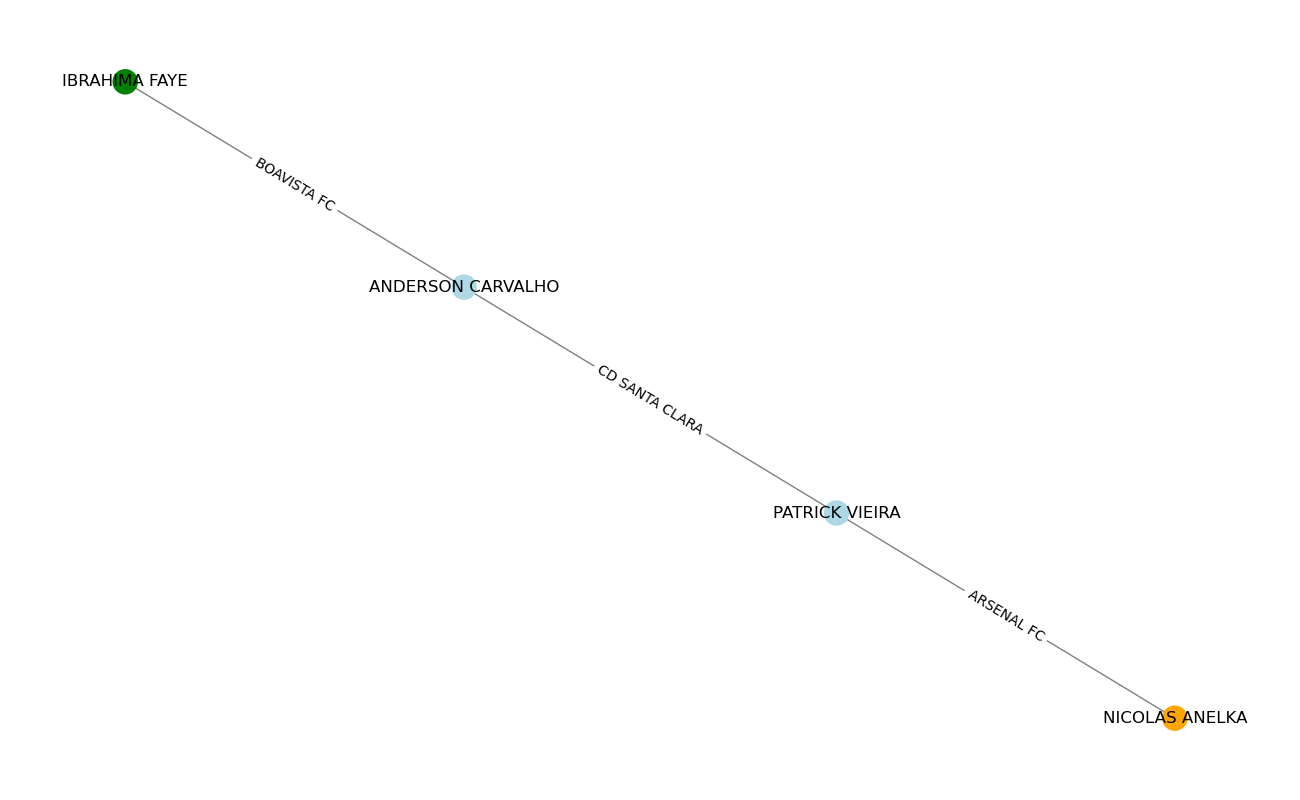 IBRAHIMA FAYE
BOAVISTA FC
ANDERSON CARVALHO
CD SANTA CLARA
PATRICK VIEIRA
ARSENAL FC
NICOLAS ANELKA